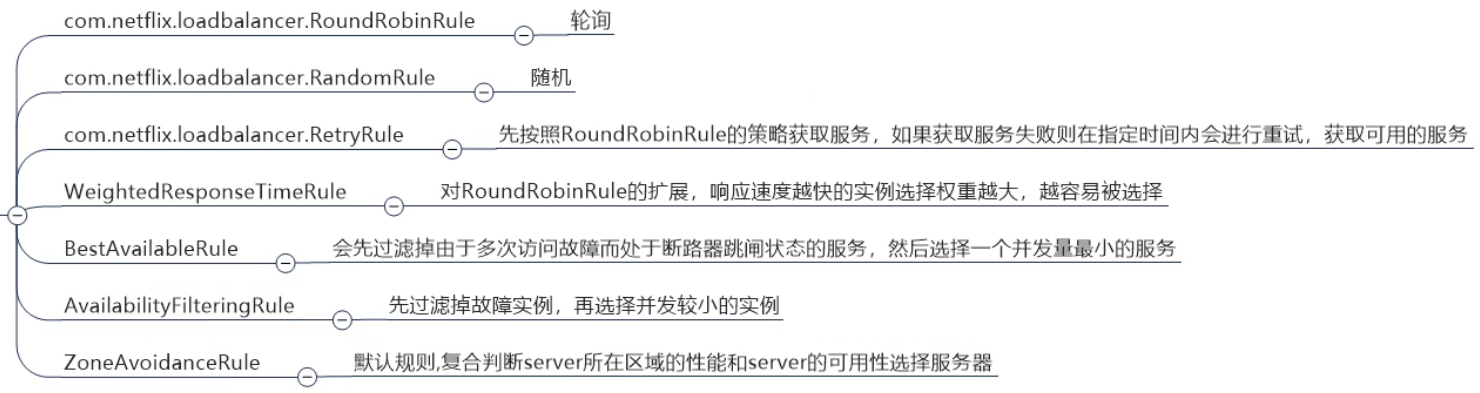 com.netflix.loadbalancer.RoundRobinRule 轮询
com.netflix.loadbalancer.RandomRule 随机
com.netflix.loadbalancer.RetryRule 先按照RoundRobinRule的策略获取服务，如果获取服务失败则在指定时间内会进行重试，获取可用的服务
WeightedResponseTimeRule 对RoundRobinRule的扩展，响应速度越快的实例选择权重越大，越容易被选择
BestAvailableRule 会先过滤掉由于多次访问故障而处于断路器跳闸状态的服务，然后选择一个并发量最小的服务
AvailabilityFilteringRule 先过滤掉故障实例，再选择并发较小的实例
ZoneAvoidanceRule 默认规则,复合判断server所在区域的性能和server的可用性选择服务器